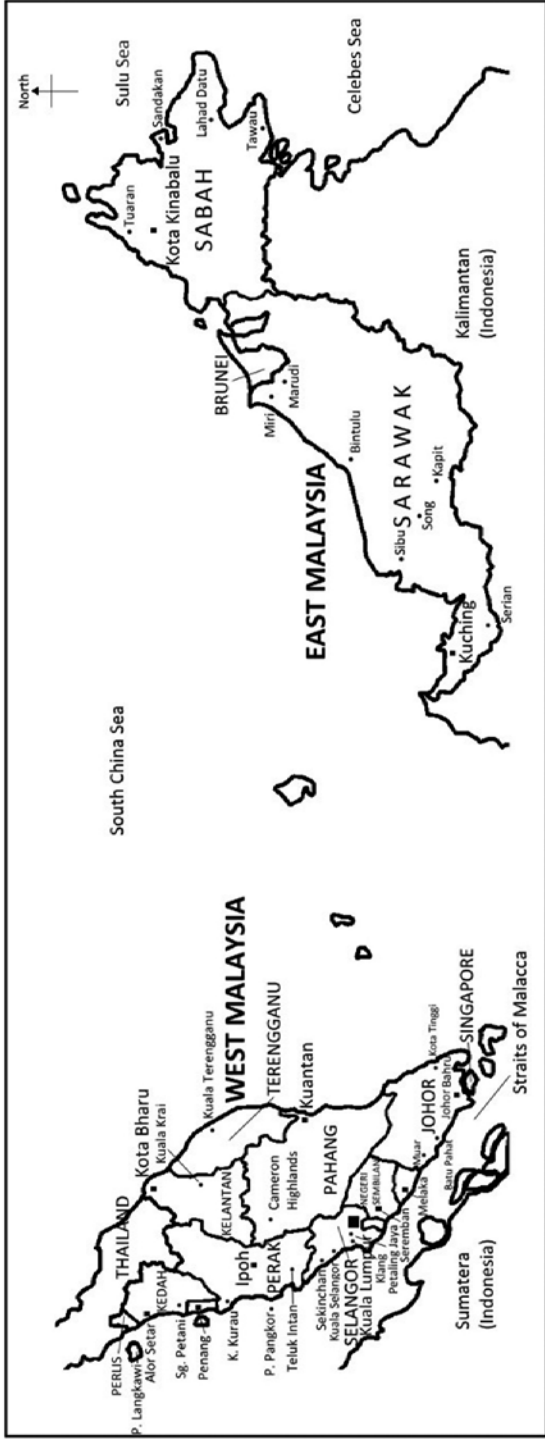 North
South China Sea
Sulu Sea
Celebes Sea
WEST MALAYSIA
EAST MALAYSIA
THAILAND
PERLIS
P. Langkawi
Alor Setar
KEDAH
Sg. Petani
Penang
K. Kurau
Ipoh
P. Pangkor
PERAK
Teluk Intan
Kota Bharu
Kuala Krai
KELANTAN
Kuala Terengganu
TERENGGANU
Cameron
Highlands
Kuantan
PAHANG
Sekinchan
Kuala Selangor
SELANGOR
Kuala Lumpur
Klang
Petaling Jaya
NEGERI
SEMBILAN
Seremban
Melaka
Muar
Batu Pahat
JOHOR
Kota Tinggi
Johor Bahru
SINGAPORE
Straits of Malacca
Sumatera
(Indonesia)
Tuaran
Kota Kinabalu
SABAH
Sandakan
Lahad Datu
Tawau
BRUNEI
Miri
Marudi
Bintulu
SARAWAK
Sibu
Song
Kapit
Kuching
Serian
Kalimantan
(Indonesia)